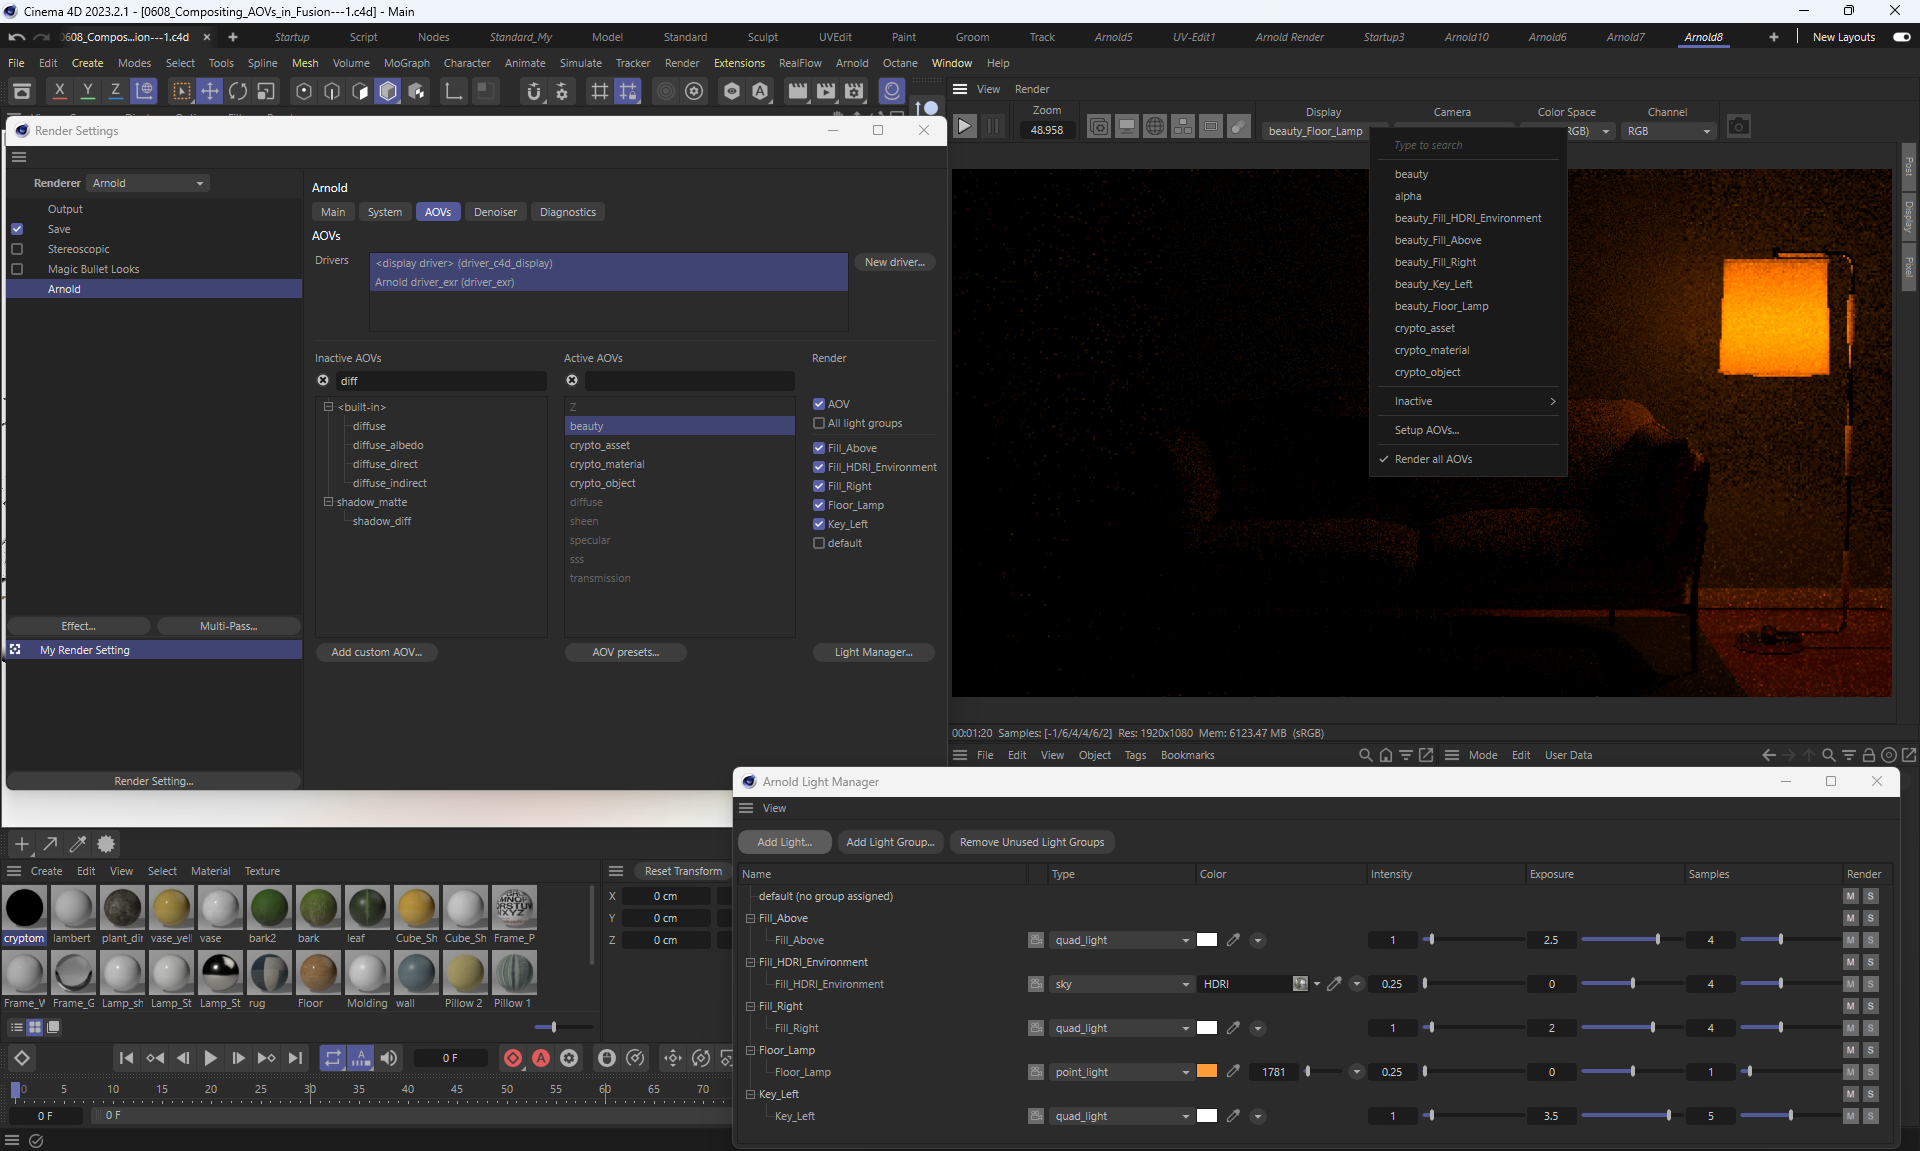 Cinema 4D 2023.2.1 - [0608_Compositing_AOVs_in_Fusion---1.c4d] - Main
0608_Compos...ion---1.c4d
Startup Script Nodes Standard_My Model Standard Sculpt UVEdit Paint Groom Track Arnold5 UV-Edit1 Arnold Render Startup3 Arnold10 Arnold6 Arnold7 Arnold8 New Layouts
File Edit Create Modes Select Tools Spline Mesh Volume MoGraph Character Animate Simulate Tracker Render Extensions RealFlow Arnold Octane Window Help
X Y Z
View Render
Zoom
48.958
Display
beauty_Floor_Lamp
Camera
Color Space
RGB)
Channel
RGB
Post
Display
Pixel
Render Settings
Renderer Arnold
Output
Save
Stereoscopic
Magic Bullet Looks
Arnold
Effect...
Multi-Pass...
My Render Setting
Render Setting...
Arnold
Main System AOVs Denoiser Diagnostics
AOVs
Drivers
<display driver> (driver_c4d_display)
Arnold driver_exr (driver_exr)
New driver...
Inactive AOVs
diff
<built-in>
diffuse
diffuse_albedo
diffuse_direct
diffuse_indirect
shadow_matte
shadow_diff
Add custom AOV...
Active AOVs
Z
beauty
crypto_asset
crypto_material
crypto_object
diffuse
sheen
specular
sss
transmission
AOV presets...
Render
AOV
All light groups
Fill_Above
Fill_HDRI_Environment
Fill_Right
Floor_Lamp
Key_Left
default
Light Manager...
Type to search
beauty
alpha
beauty_Fill_HDRI_Environment
beauty_Fill_Above
beauty_Fill_Right
beauty_Key_Left
beauty_Floor_Lamp
crypto_asset
crypto_material
crypto_object
Inactive
Setup AOVs...
Render all AOVs
00:01:20 Samples: [-1/6/4/4/6/2] Res: 1920x1080 Mem: 6123.47 MB (sRGB)
File Edit View Object Tags Bookmarks
Mode Edit User Data
Arnold Light Manager
View
Add Light... Add Light Group... Remove Unused Light Groups
Name Type Color Intensity Exposure Samples Render
default (no group assigned) M S
Fill_Above M S
Fill_Above quad_light 1 2.5 4 M S
Fill_HDRI_Environment M S
Fill_HDRI_Environment sky HDRI 0.25 0 4 M S
Fill_Right M S
Fill_Right quad_light 1 2 4 M S
Floor_Lamp M S
Floor_Lamp point_light 1781 0.25 0 1 M S
Key_Left M S
Key_Left quad_light 1 3.5 5 M S
Create Edit View Select Material Texture
cryptom lambert plant_dir vase_yell vase bark2 bark leaf Cube_Sh Cube_Sh Frame_P
Frame_W Frame_G Lamp_sh Lamp_St Lamp_St rug Floor Molding wall Pillow 2 Pillow 1
Reset Transform
X 0 cm
Y 0 cm
Z 0 cm
0 F
0 5 10 15 20 25 30 35 40 45 50 55 60 65 70
0 F
0 F